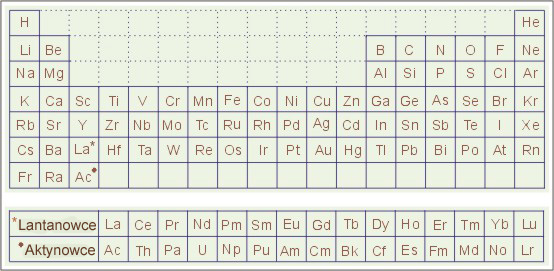 H He
Li Be B C N O F Ne
Na Mg Al Si P S Cl Ar
K Ca Sc Ti V Cr Mn Fe Co Ni Cu Zn Ga Ge As Se Br Kr
Rb Sr Y Zr Nb Mo Tc Ru Rh Pd Ag Cd In Sn Sb Te I Xe
Cs Ba La* Hf Ta W Re Os Ir Pt Au Hg Tl Pb Bi Po At Rn
Fr Ra Ac◆
*Lantanowce La Ce Pr Nd Pm Sm Eu Gd Tb Dy Ho Er Tm Yb Lu
◆Aktynowce Ac Th Pa U Np Pu Am Cm Bk Cf Es Fm Md No Lr